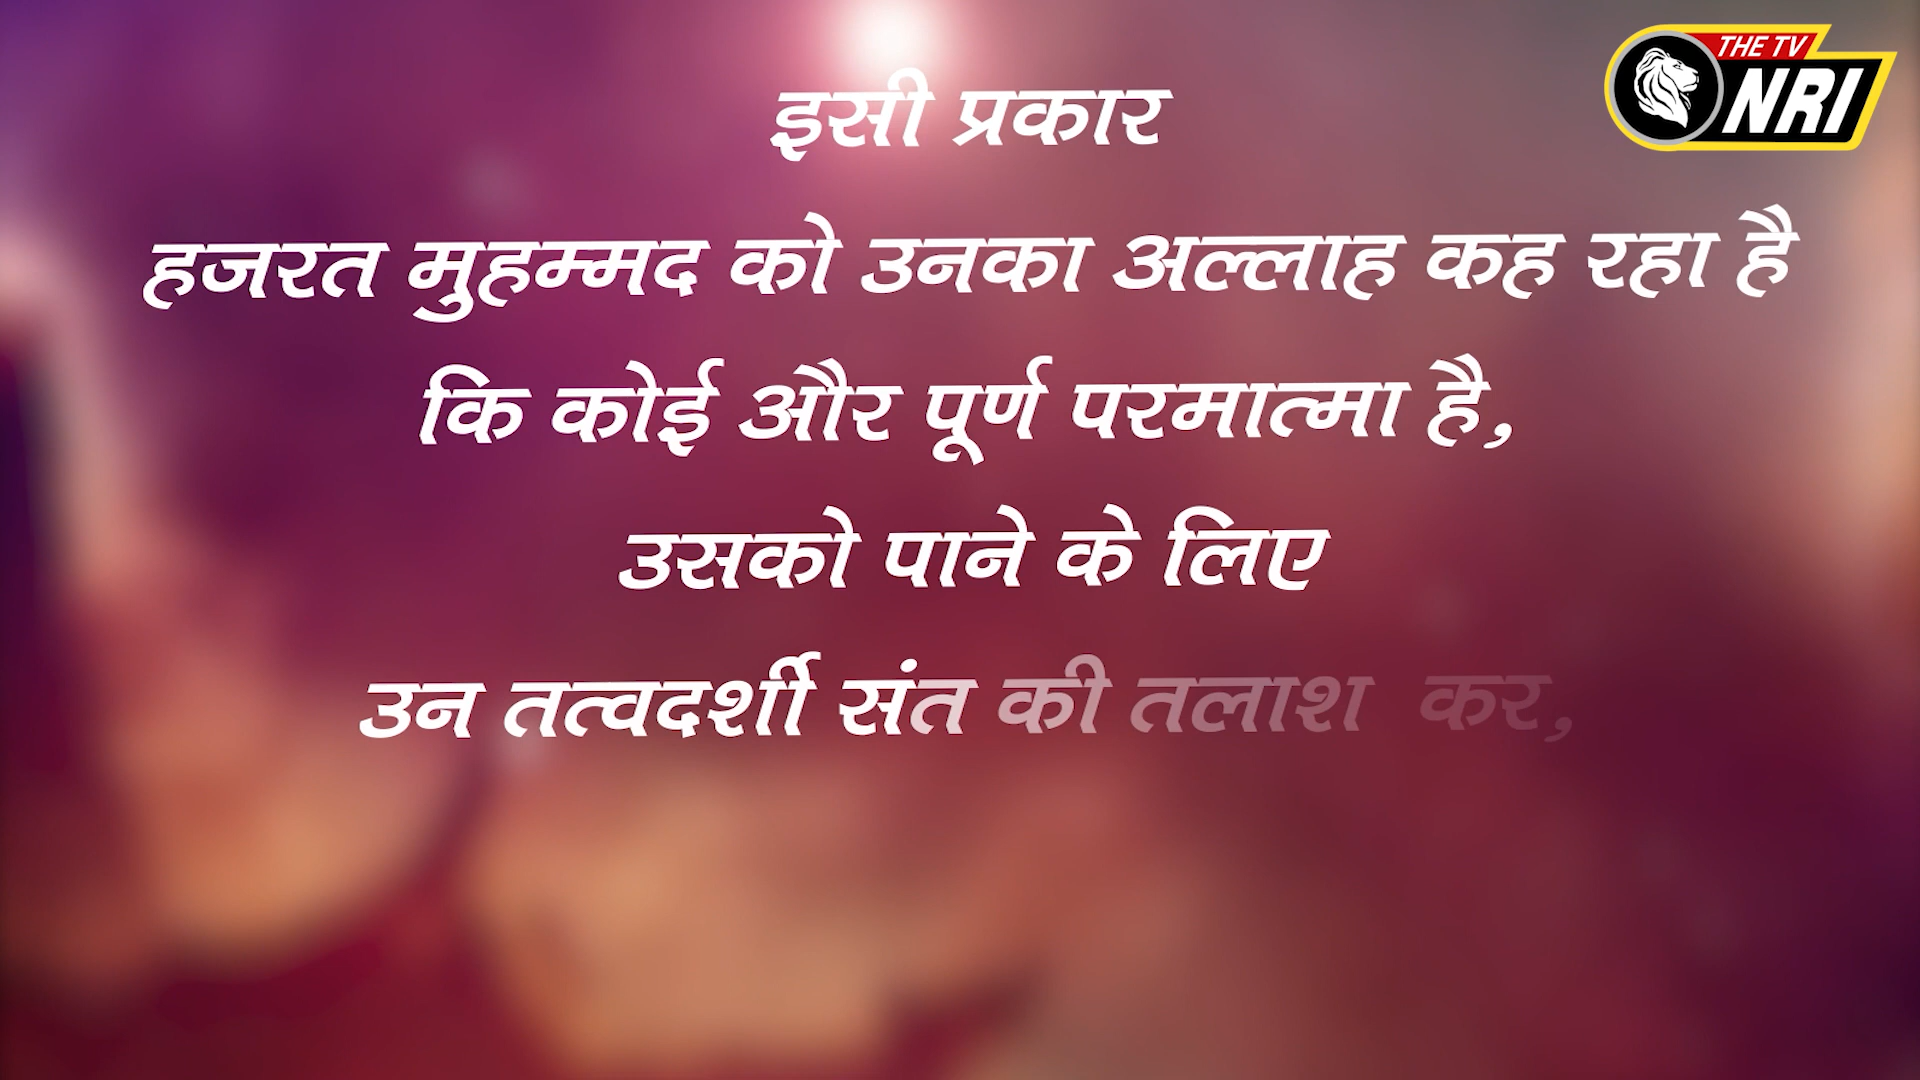 THE TV
NRI
इसी प्रकार
हजरत मुहम्मद को उनका अल्लाह कह रहा है
कि कोई और पूर्ण परमात्मा है,
उसको पाने के लिए
उन तत्वदर्शी संत की तलाश कर,